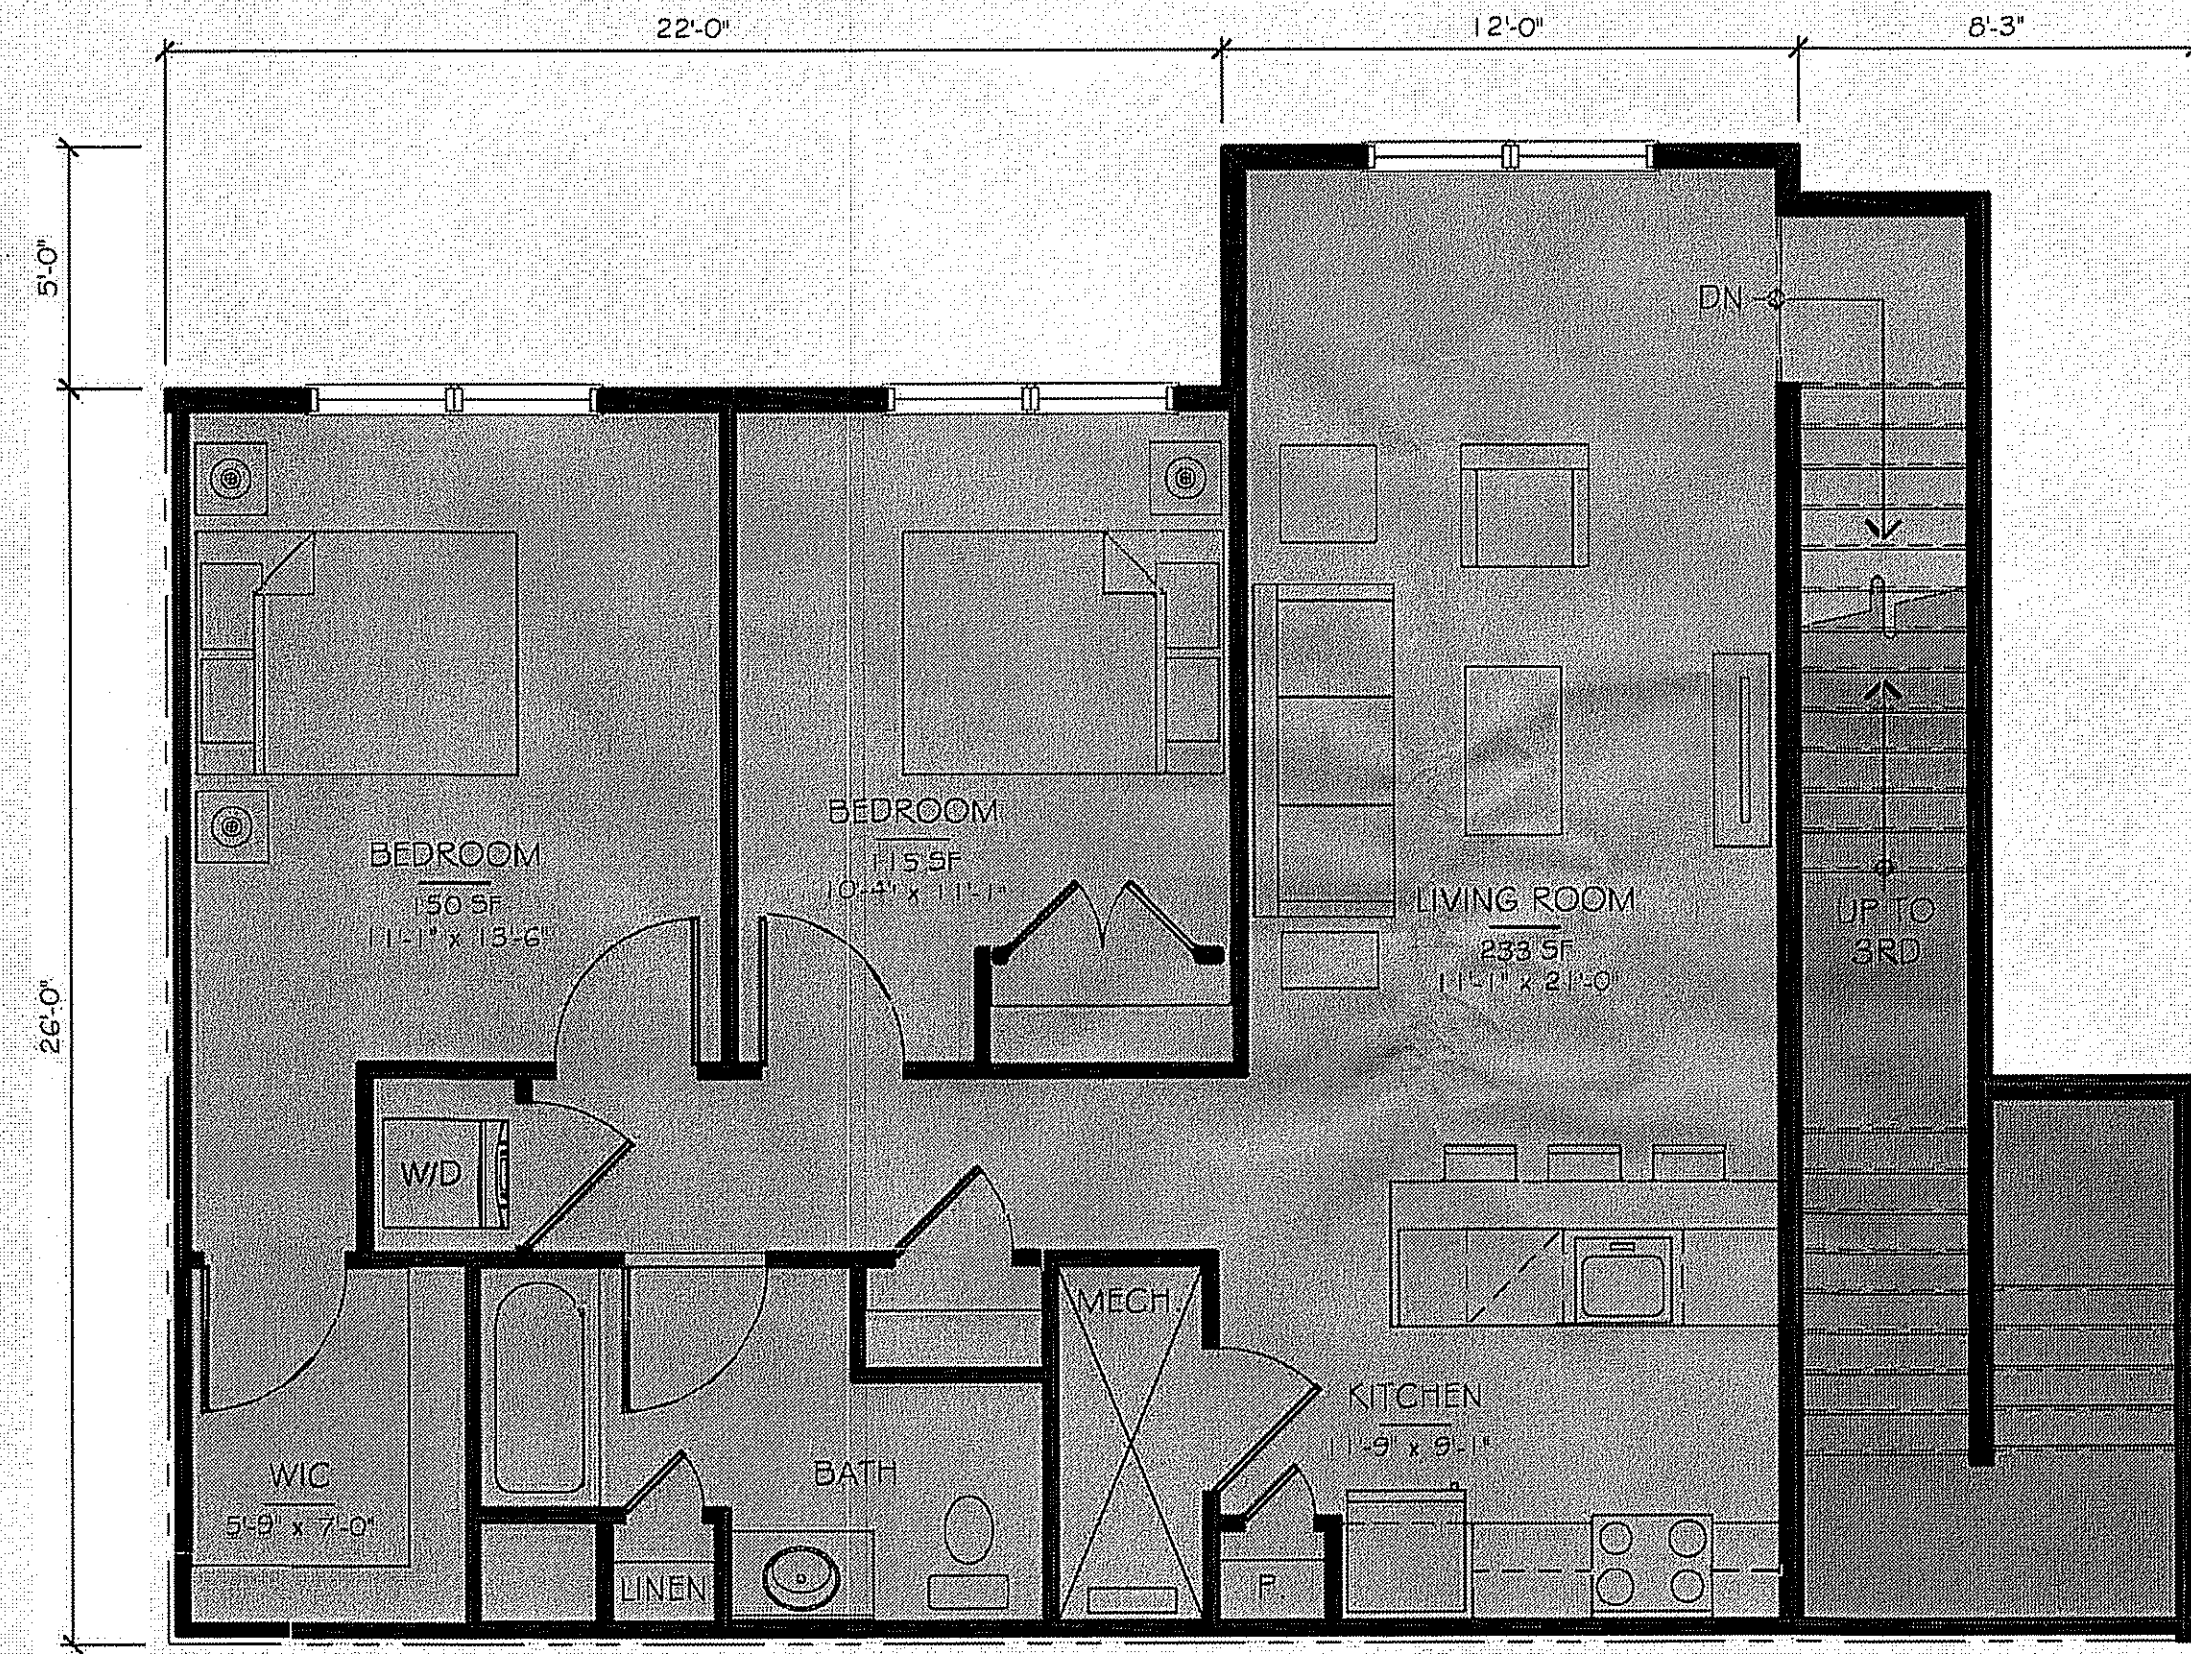 22'-0"
12'-0"
8'-3"
5'-0"
26'-0"
DN
BEDROOM
150 SF
11'-1" x 13'-6"
BEDROOM
115 SF
10'-4" x 11'-1"
LIVING ROOM
233 SF
11'-1" x 21'-0"
UP TO
3RD
W/D
MECH.
KITCHEN
11'-9" x 9'-1"
WIC
5'-9" x 7'-0"
BATH
LINEN
P.